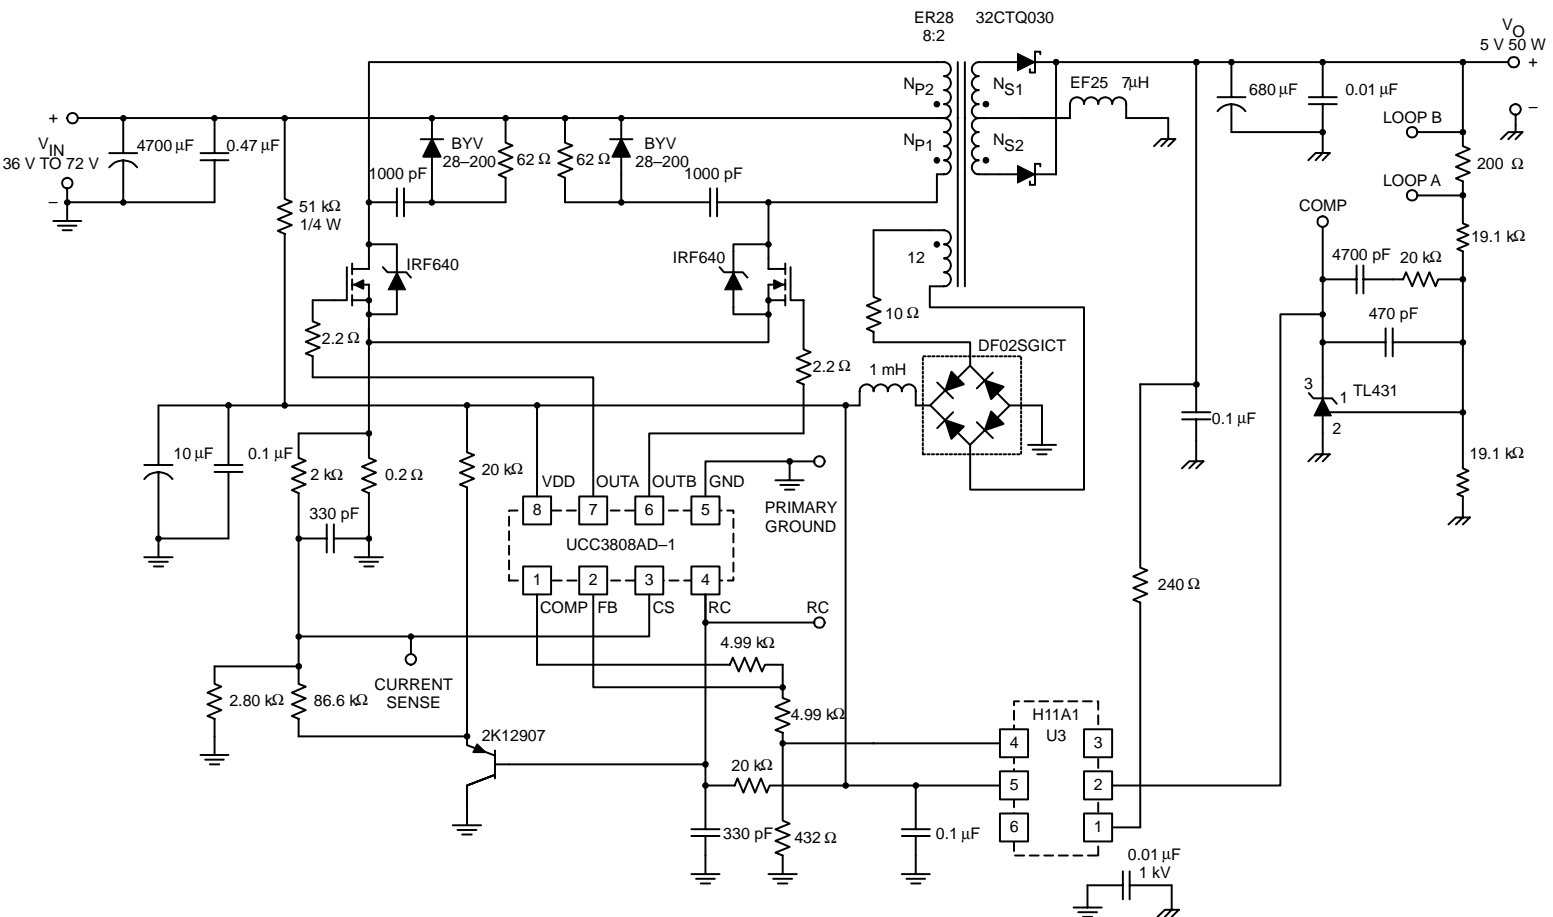 ER28
8:2
32CTQ030
V_O
5 V 50 W
+
–
N_P2
N_P1
N_S1
N_S2
EF25
7 μH
680 μF
0.01 μF
LOOP B
200 Ω
LOOP A
19.1 kΩ
COMP
4700 pF
20 kΩ
470 pF
3
1
2
TL431
19.1 kΩ
0.1 μF
+
V_IN
36 V TO 72 V
–
4700 μF
0.47 μF
BYV
28–200
62 Ω
62 Ω
BYV
28–200
1000 pF
1000 pF
51 kΩ
1/4 W
IRF640
IRF640
12
10 Ω
2.2 Ω
2.2 Ω
DF02SGICT
1 mH
10 μF
0.1 μF
2 kΩ
0.2 Ω
330 pF
20 kΩ
VDD
OUTA
OUTB
GND
8
7
6
5
PRIMARY
GROUND
UCC3808AD–1
1
2
3
4
COMP
FB
CS
RC
RC
240 Ω
4.99 kΩ
CURRENT
SENSE
2.80 kΩ
86.6 kΩ
4.99 kΩ
2K12907
20 kΩ
330 pF
432 Ω
0.1 μF
H11A1
U3
4
3
5
2
6
1
0.01 μF
1 kV